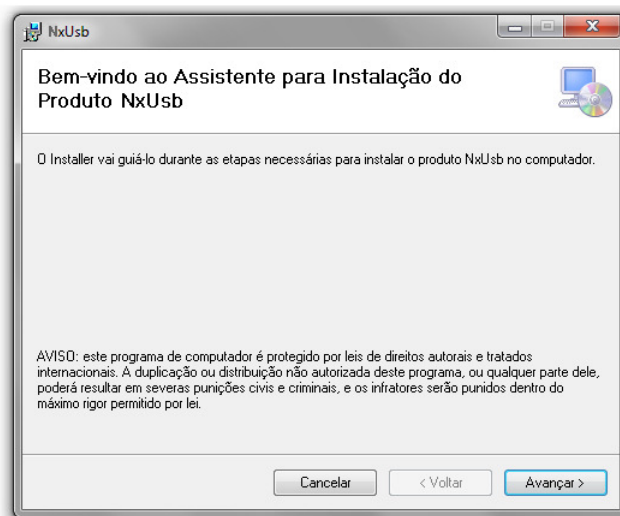 NxUsb
Bem-vindo ao Assistente para Instalação do
Produto NxUsb
O Installer vai guiá-lo durante as etapas necessárias para instalar o produto NxUsb no computador.
AVISO: este programa de computador é protegido por leis de direitos autorais e tratados
internacionais. A duplicação ou distribuição não autorizada deste programa, ou qualquer parte dele,
poderá resultar em severas punições civis e criminais, e os infratores serão punidos dentro do
máximo rigor permitido por lei.
Cancelar < Voltar Avançar >